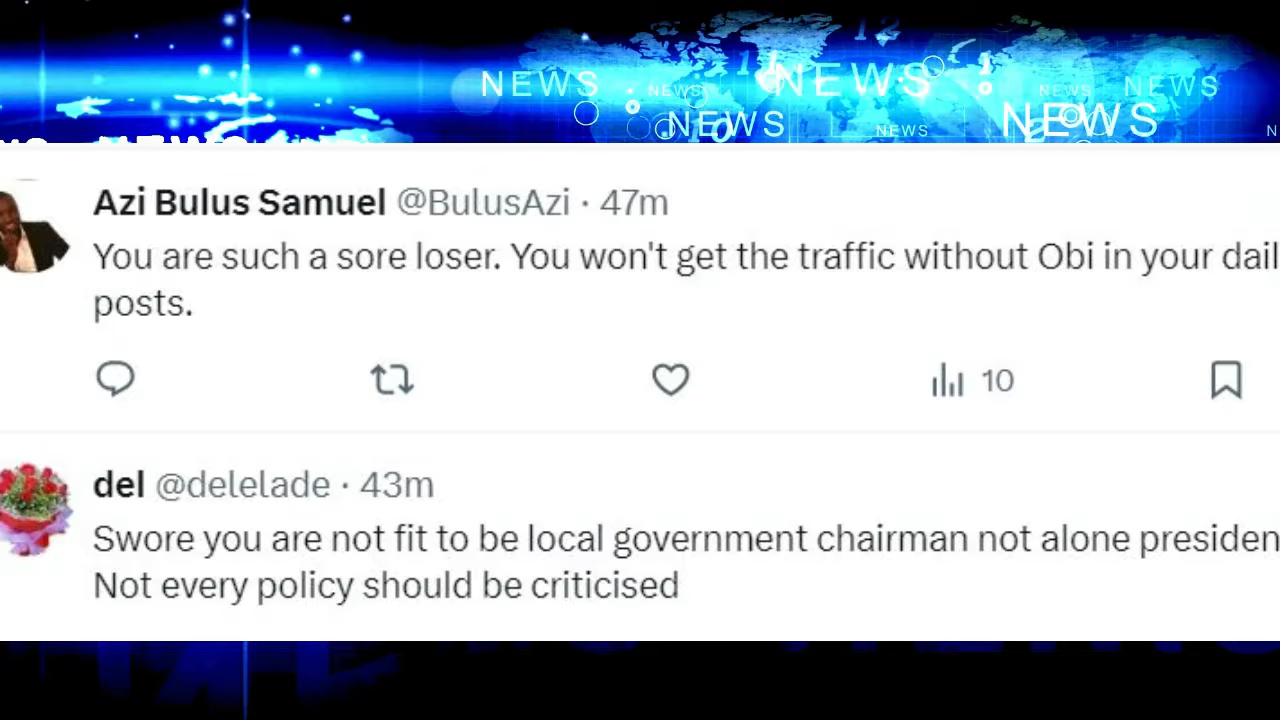 NEWS NEWS NEWS NEWS NEWS
NEWS NEWS NEWS
NEWS
Azi Bulus Samuel @BulusAzi · 47m
You are such a sore loser. You won't get the traffic without Obi in your dail
posts.
10
del @delelade · 43m
Swore you are not fit to be local government chairman not alone presiden
Not every policy should be criticised